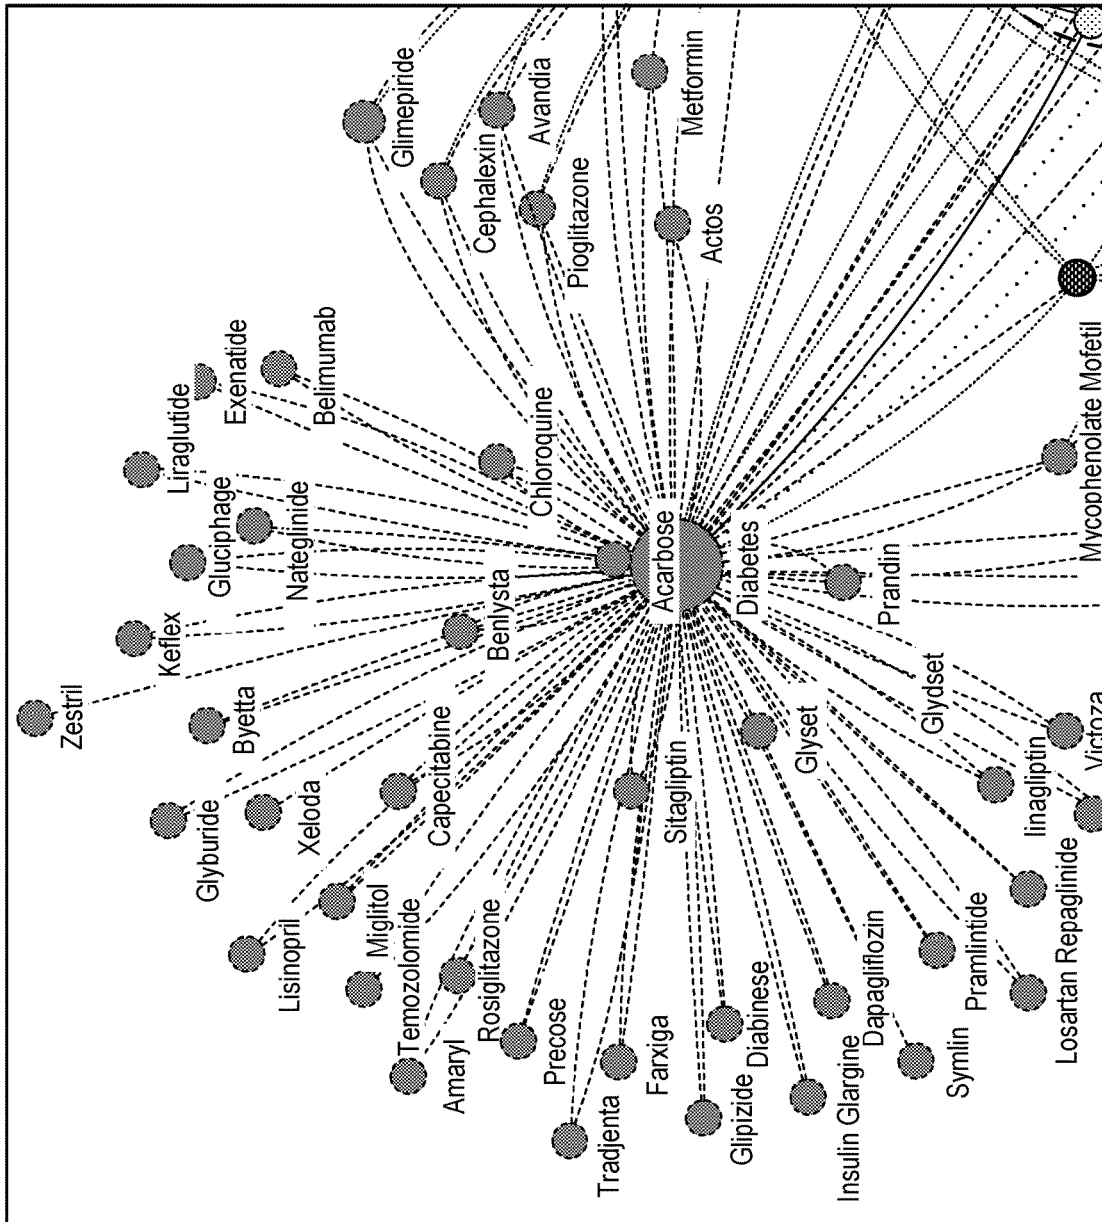 Zestril
Keflex
Gluciphage
Liraglutide
Exenatide
Belimumab
Nateglinide
Byetta
Glyburide
Xeloda
Lisinopril
Miglitol
Temozolomide
Amaryl
Rosiglitazone
Capecitabine
Benlysta
Chloroquine
Glimepiride
Cephalexin
Avandia
Pioglitazone
Metformin
Actos
Precose
Tradjenta
Farxiga
Sitagliptin
Acarbose
Diabetes
Glipizide
Diabinese
Insulin Glargine
Dapagliflozin
Symlin
Glyset
Prandin
Glydset
Pramlintide
Losartan Repaglinide
linagliptin
Victoza
Mycophenolate Mofetil